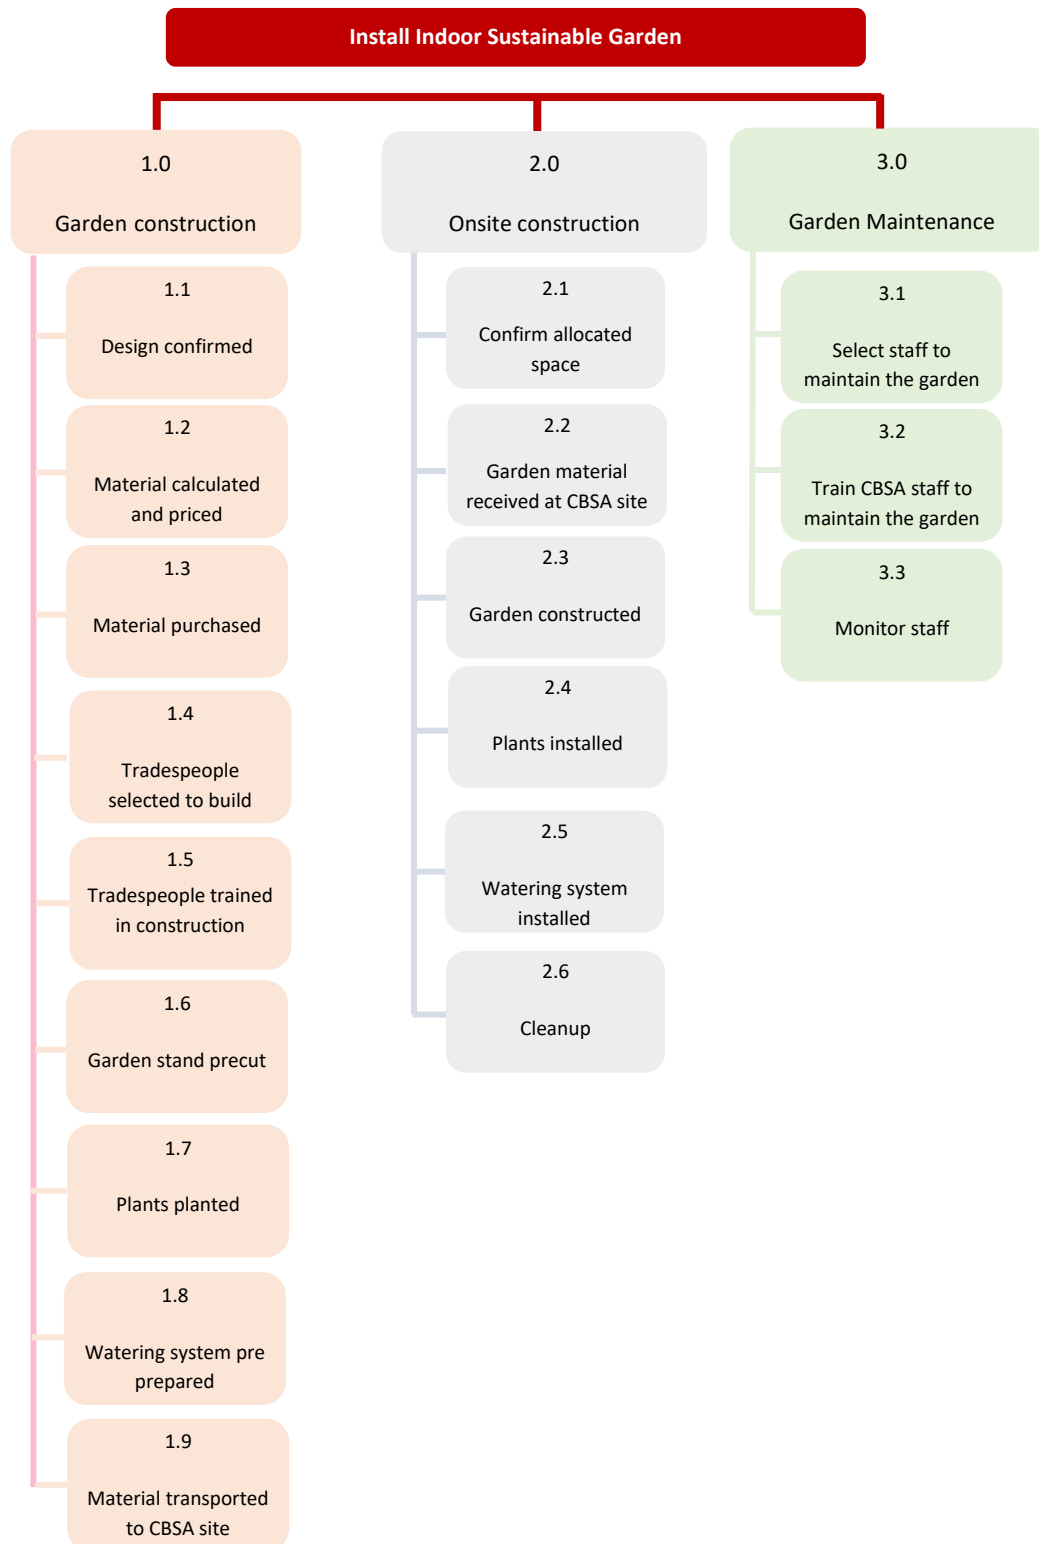 Install Indoor Sustainable Garden
1.0
Garden construction
1.1
Design confirmed
1.2
Material calculated
and priced
1.3
Material purchased
1.4
Tradespeople
selected to build
1.5
Tradespeople trained
in construction
1.6
Garden stand precut
1.7
Plants planted
1.8
Watering system pre
prepared
1.9
Material transported
to CBSA site
2.0
Onsite construction
2.1
Confirm allocated
space
2.2
Garden material
received at CBSA site
2.3
Garden constructed
2.4
Plants installed
2.5
Watering system
installed
2.6
Cleanup
3.0
Garden Maintenance
3.1
Select staff to
maintain the garden
3.2
Train CBSA staff to
maintain the garden
3.3
Monitor staff